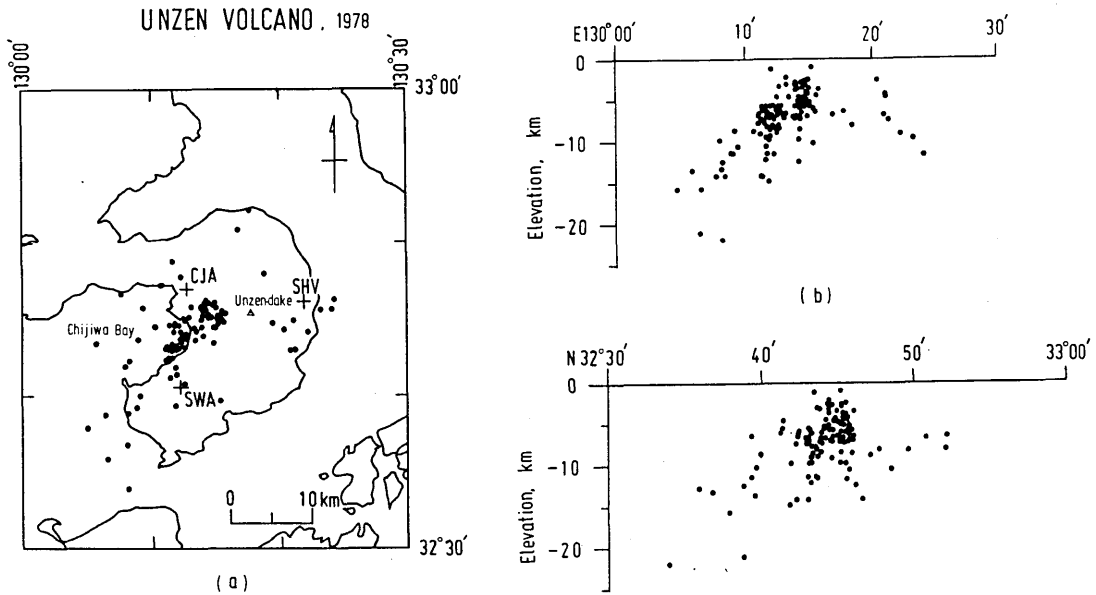 UNZEN VOLCANO, 1978
130°00'
130°30'
33°00'
CJA
SHV
Unzendake
Chijiwa Bay
SWA
0 10km
32°30'
(a)
E130°00' 10' 20' 30'
0
-10
-20
Elevation, km
(b)
N32°30' 40' 50' 33°00'
0
-10
-20
Elevation, km